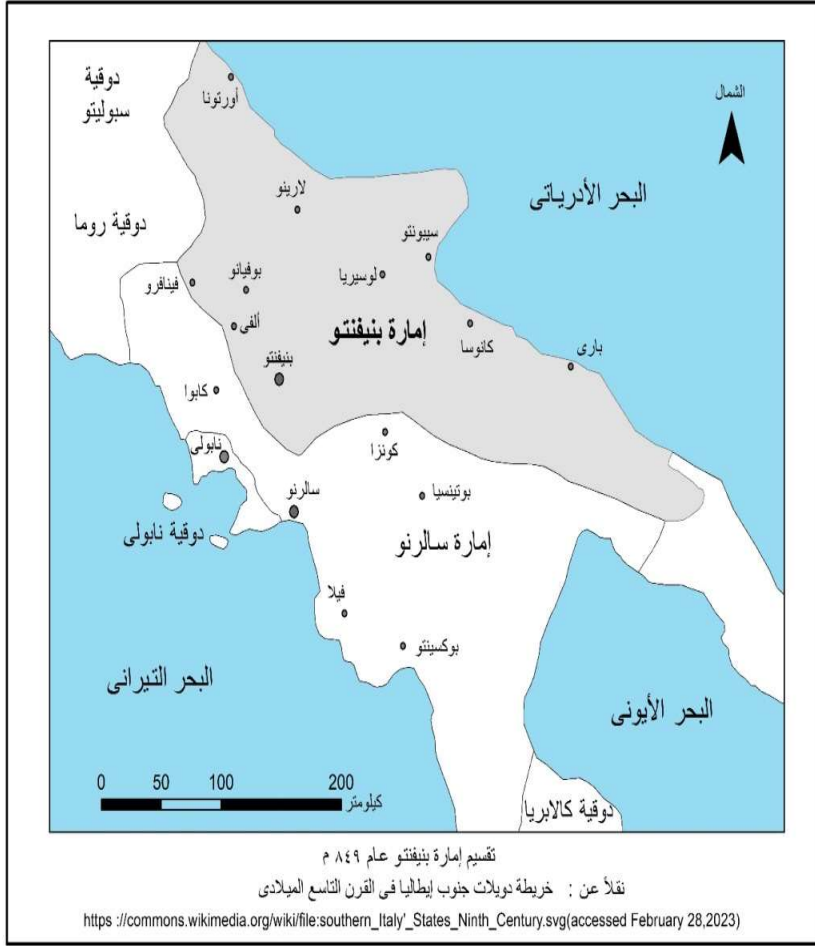 دوقية
سبوليتو
أورتونا
الشمال
البحر الأدرياتى
لارينو
دوقية روما
سيبونتو
لوسيريا
بوفيانو
فينافرو
ألفى
إمارة بنيفنتو
كانوسا
بارى
بنيفنتو
كابوا
كونزا
نابولى
بوتينسيا
سالرنو
دوقية نابولى
إمارة سالرنو
فيلا
بوكسينتو
البحر التيرانى
البحر الأيونى
0 50 100 200
كيلومتر
دوقية كالابريا
تقسيم إمارة بنيفنتو عام ٨٤٩ م
نقلاً عن : خريطة دويلات جنوب إيطاليا فى القرن التاسع الميلادى
https ://commons.wikimedia.org/wiki/file:southern_Italy'_States_Ninth_Century.svg(accessed February 28,2023)